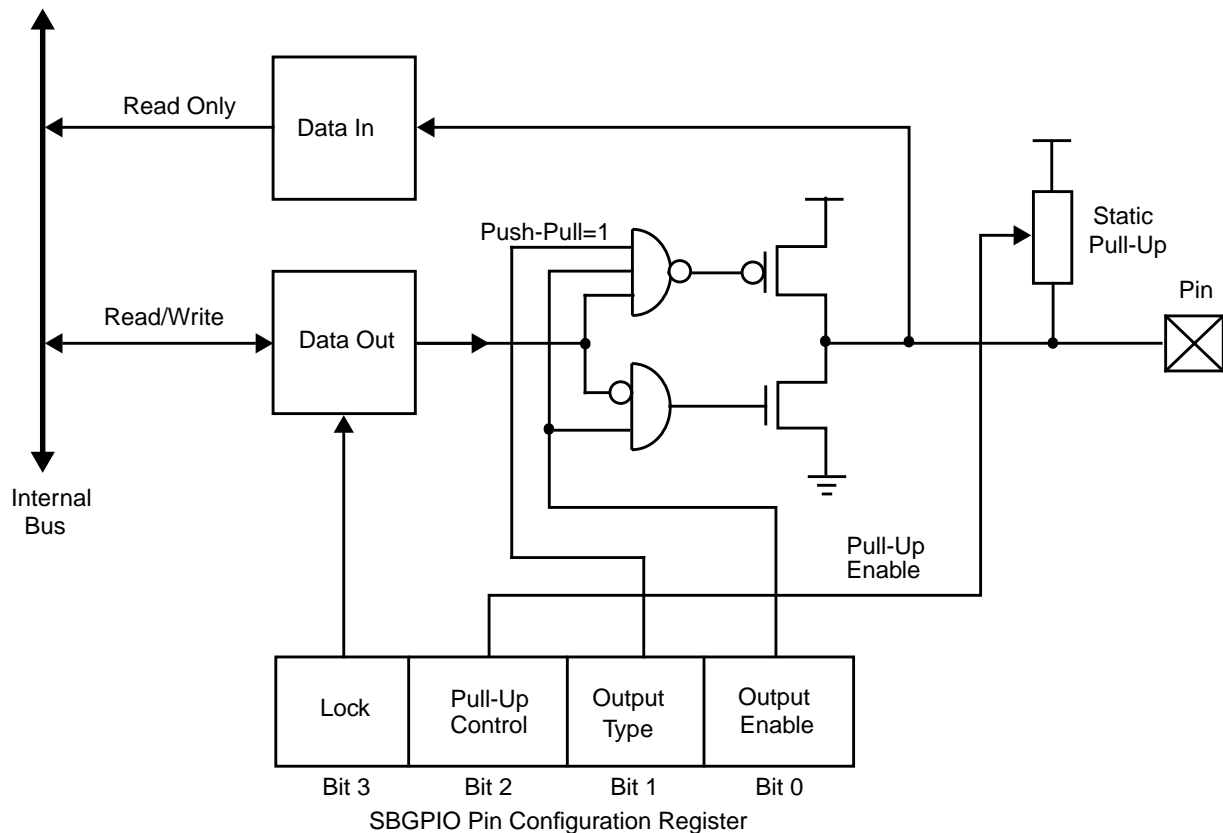 Read Only
Data In
Static
Pull-Up
Push-Pull=1
Pin
Read/Write
Data Out
Internal
Bus
Pull-Up
Enable
Lock
Pull-Up
Control
Output
Type
Output
Enable
Bit 3
Bit 2
Bit 1
Bit 0
SBGPIO Pin Configuration Register